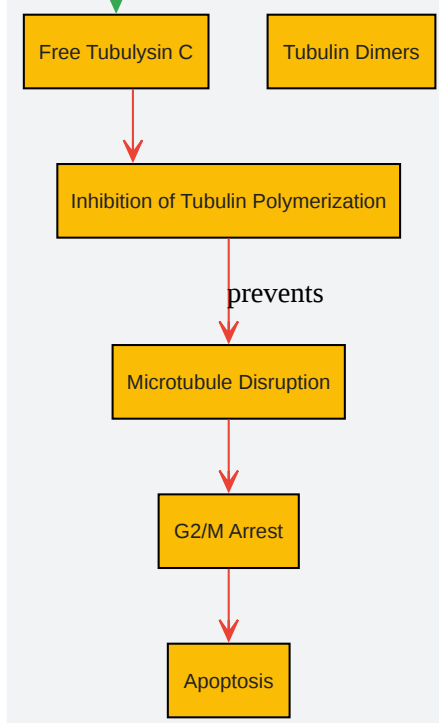 Free Tubulysin C
Tubulin Dimers
Inhibition of Tubulin Polymerization
prevents
Microtubule Disruption
G2/M Arrest
Apoptosis